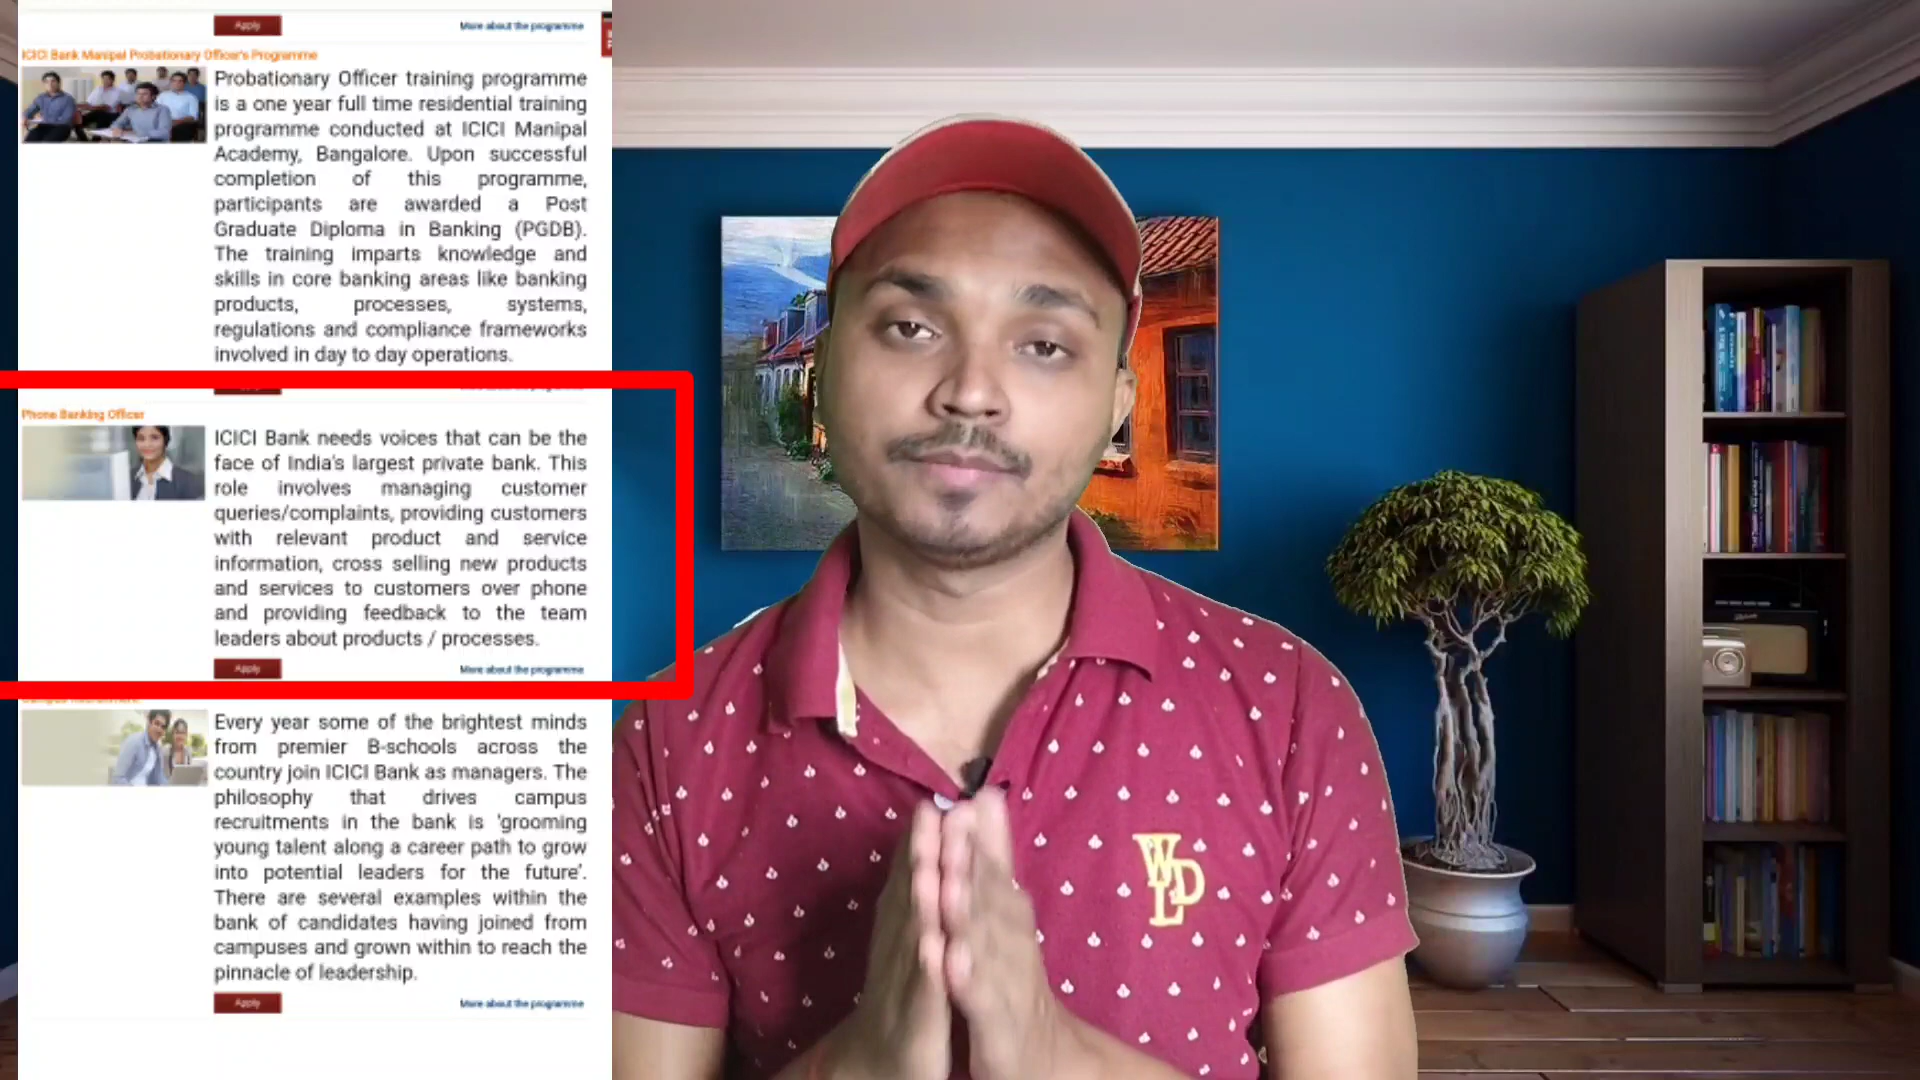 Apply
More about the programme
ICICI Bank Manipal Probationary Officer's Programme
Probationary Officer training programme
is a one year full time residential training
programme conducted at ICICI Manipal
Academy, Bangalore. Upon successful
completion of this programme,
participants are awarded a Post
Graduate Diploma in Banking (PGDB).
The training imparts knowledge and
skills in core banking areas like banking
products, processes, systems,
regulations and compliance frameworks
involved in day to day operations.
Phone Banking Officer
ICICI Bank needs voices that can be the
face of India's largest private bank. This
role involves managing customer
queries/complaints, providing customers
with relevant product and service
information, cross selling new products
and services to customers over phone
and providing feedback to the team
leaders about products / processes.
Apply
More about the programme
Every year some of the brightest minds
from premier B-schools across the
country join ICICI Bank as managers. The
philosophy that drives campus
recruitments in the bank is 'grooming
young talent along a career path to grow
into potential leaders for the future'.
There are several examples within the
bank of candidates having joined from
campuses and grown within to reach the
pinnacle of leadership.
Apply
More about the programme
WLD